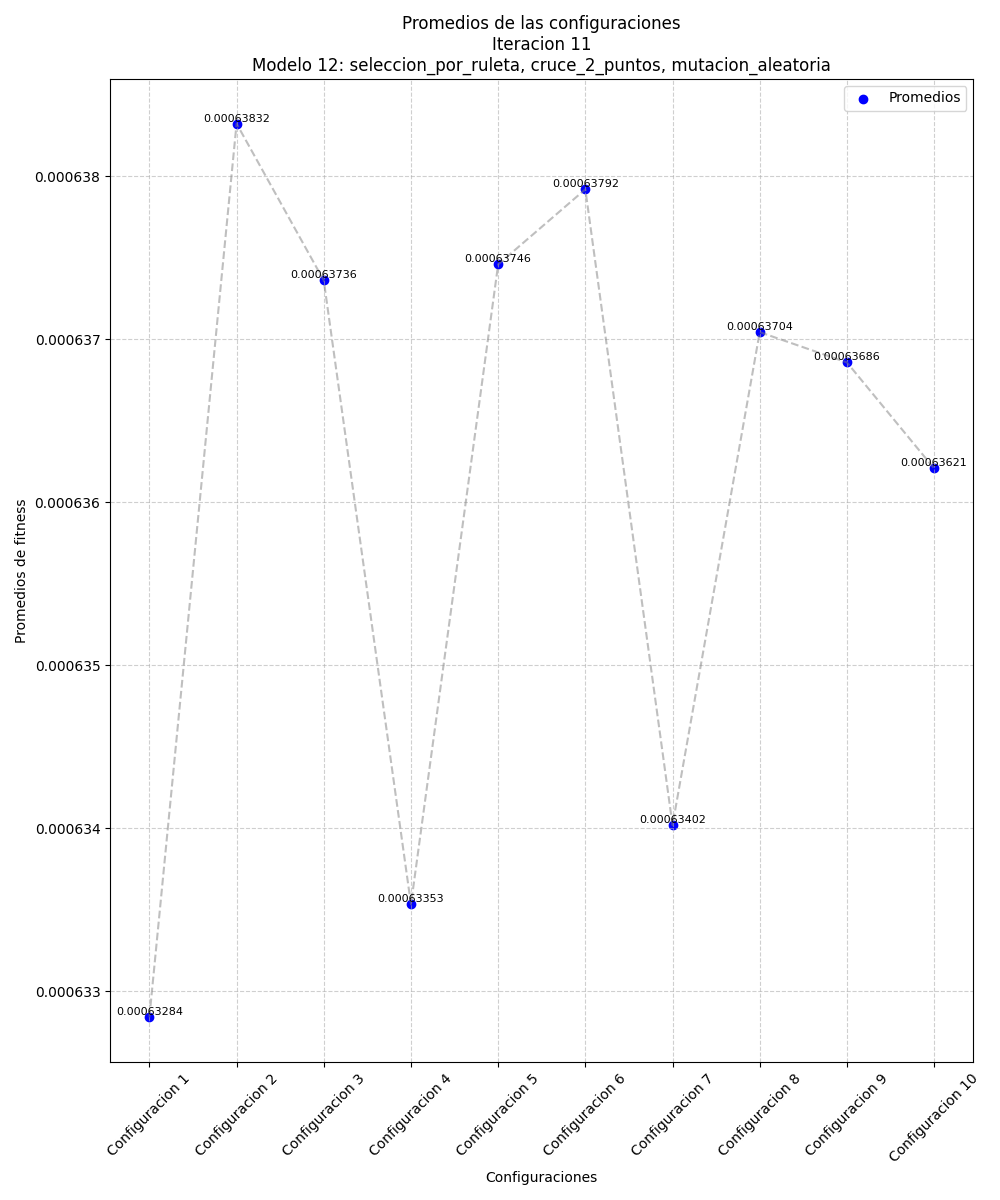 Promedios de las configuraciones
Iteracion 11
Modelo 12: seleccion_por_ruleta, cruce_2_puntos, mutacion_aleatoria
Promedios
0.00063832
0.000638
0.00063792
0.00063746
0.00063736
0.000637
0.00063704
0.00063686
0.00063621
0.000636
Promedios de fitness
0.000635
0.000634
0.00063402
0.00063353
0.000633
0.00063284
Configuracion 1
Configuracion 2
Configuracion 3
Configuracion 4
Configuracion 5
Configuracion 6
Configuracion 7
Configuracion 8
Configuracion 9
Configuracion 10
Configuraciones